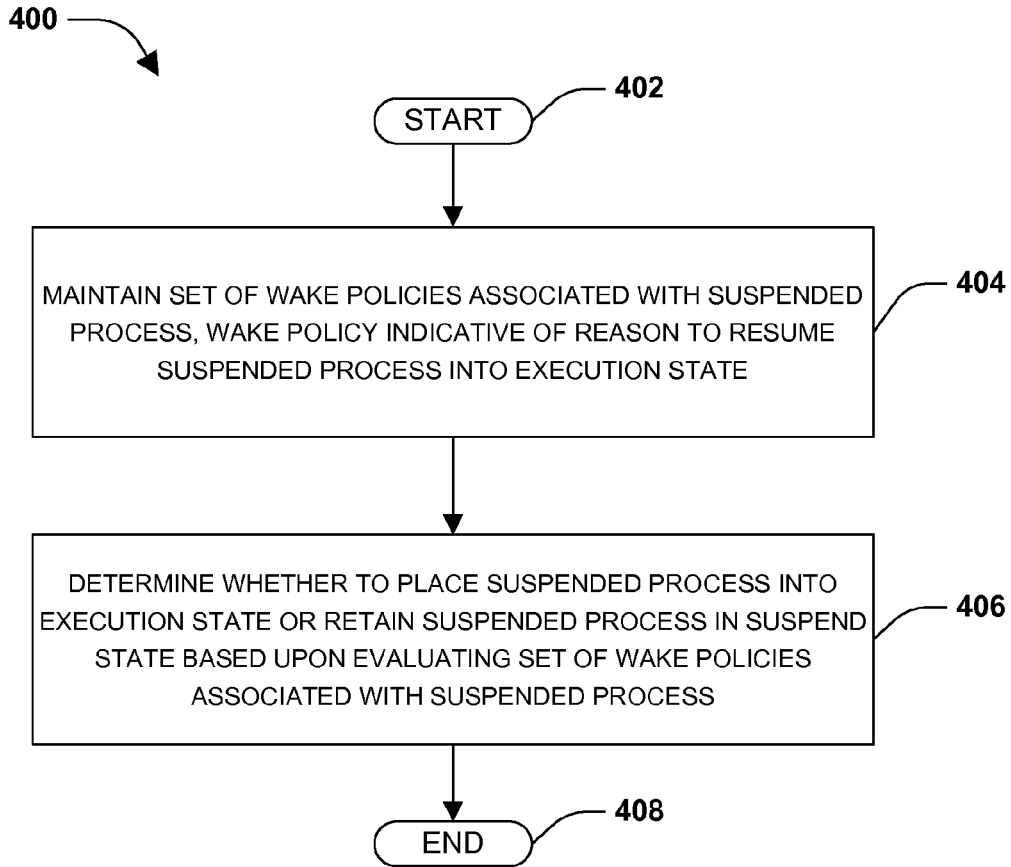 400
402
START
MAINTAIN SET OF WAKE POLICIES ASSOCIATED WITH SUSPENDED
PROCESS, WAKE POLICY INDICATIVE OF REASON TO RESUME
SUSPENDED PROCESS INTO EXECUTION STATE
404
DETERMINE WHETHER TO PLACE SUSPENDED PROCESS INTO
EXECUTION STATE OR RETAIN SUSPENDED PROCESS IN SUSPEND
STATE BASED UPON EVALUATING SET OF WAKE POLICIES
ASSOCIATED WITH SUSPENDED PROCESS
406
408
END